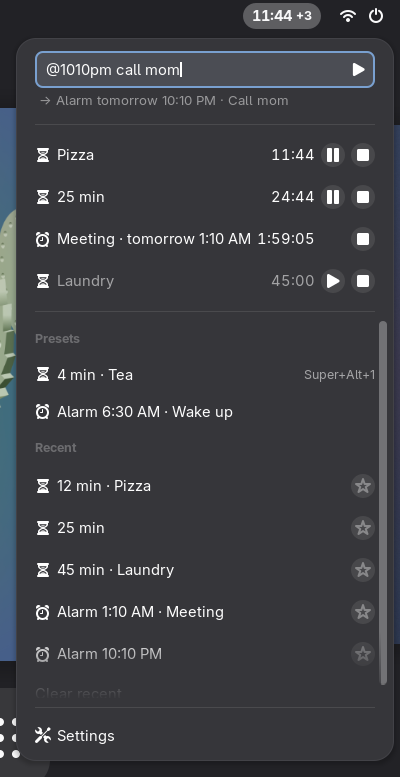 11:44 +3
@1010pm call mom
→ Alarm tomorrow 10:10 PM · Call mom
Pizza 11:44
25 min 24:44
Meeting · tomorrow 1:10 AM 1:59:05
Laundry 45:00
Presets
4 min · Tea Super+Alt+1
Alarm 6:30 AM · Wake up
Recent
12 min · Pizza
25 min
45 min · Laundry
Alarm 1:10 AM · Meeting
Alarm 10:10 PM
Clear recent
Settings